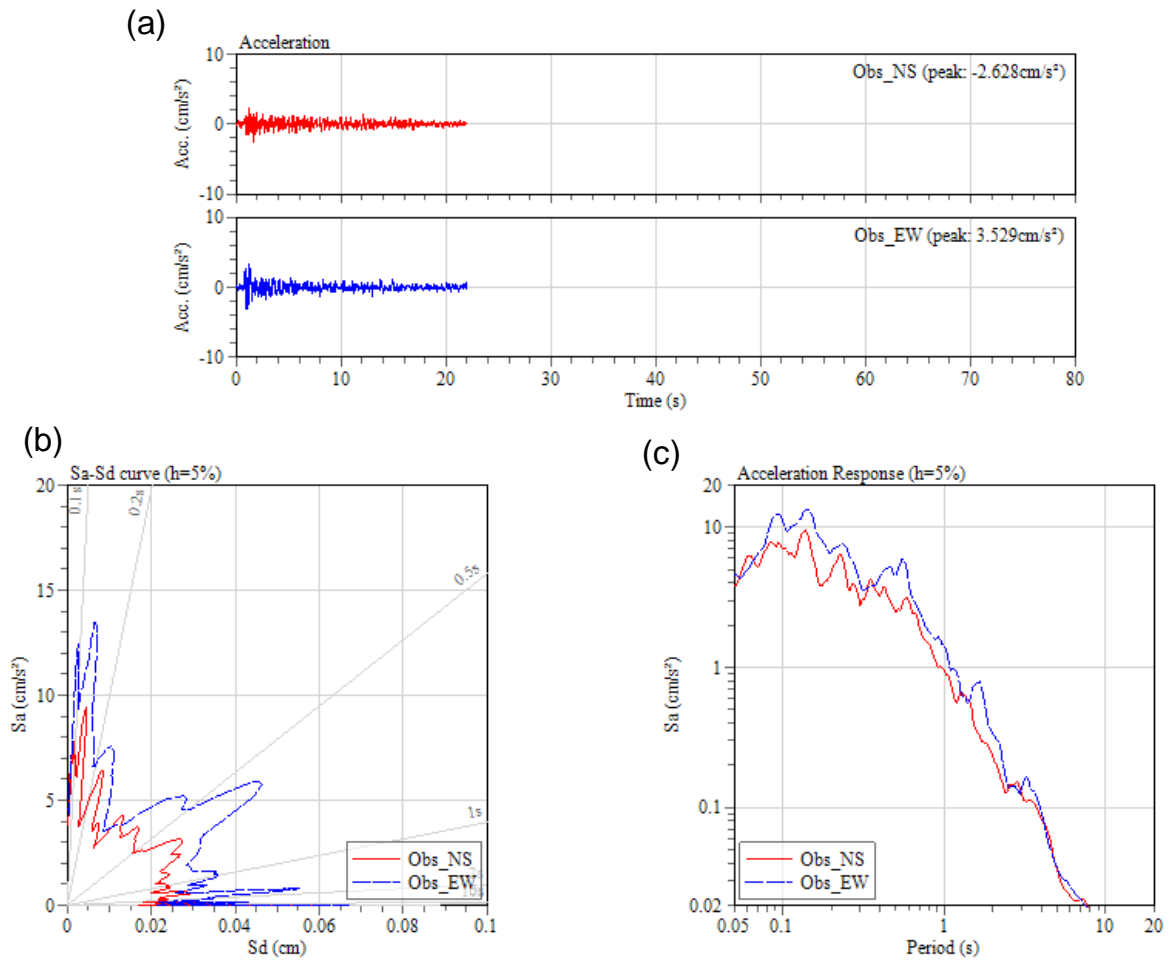 (a)
Acceleration
10
0
-10
Acc. (cm/s²)
Obs_NS (peak: -2.628cm/s²)
10
0
-10
Acc. (cm/s²)
Obs_EW (peak: 3.529cm/s²)
0 10 20 30 40 50 60 70 80
Time (s)
(b)
Sa-Sd curve (h=5%)
20
15
10
5
0
Sa (cm/s²)
0.1s
0.2s
0.5s
1s
10s
Obs_NS
Obs_EW
0 0.02 0.04 0.06 0.08 0.1
Sd (cm)
(c)
Acceleration Response (h=5%)
20
10
1
0.1
0.02
Sa (cm/s²)
Obs_NS
Obs_EW
0.05 0.1 1 10 20
Period (s)